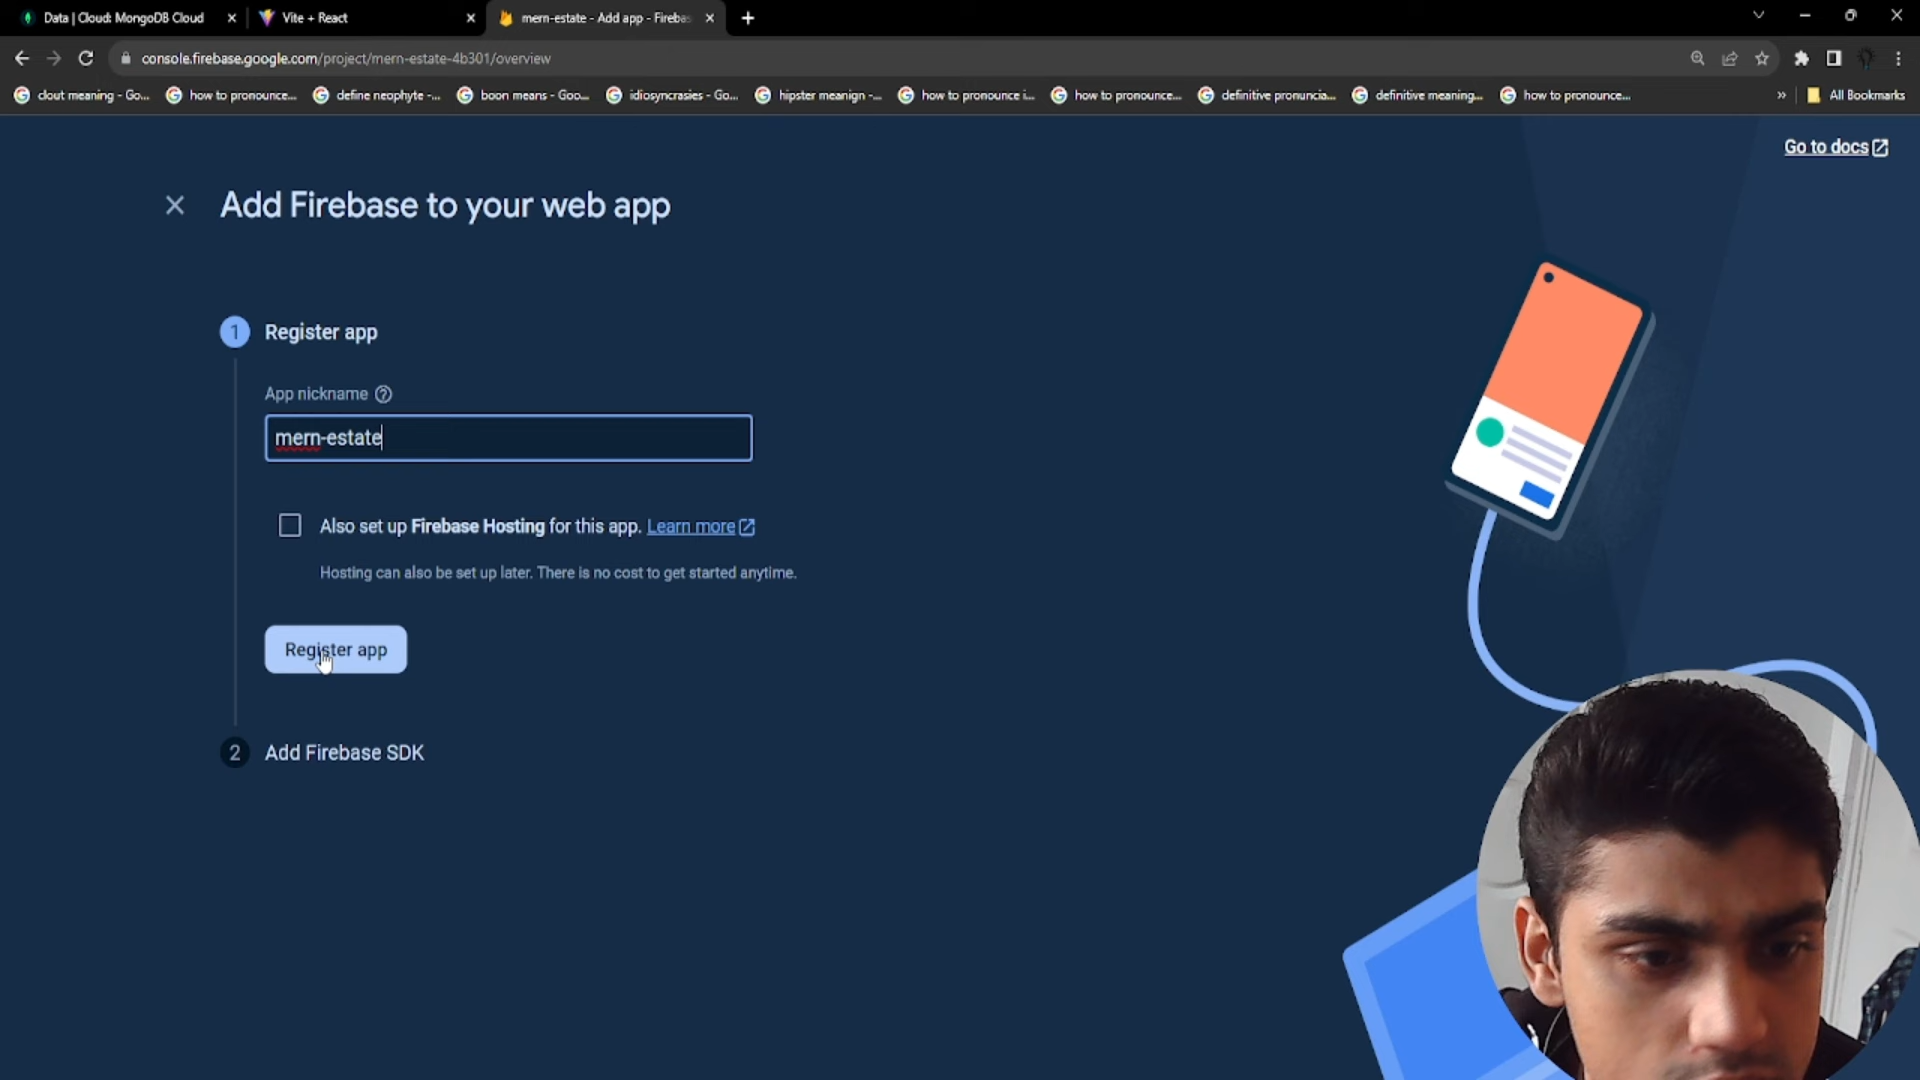 Data | Cloud: MongoDB Cloud
Vite + React
mern-estate - Add app - Fireba
console.firebase.google.com/project/mern-estate-4b301/overview
clout meaning - Go...
how to pronounce...
define neophyte -...
boon means - Goo...
idiosyncrasies - Go...
hipster meanign -...
how to pronounce i...
how to pronounce...
definitive pronuncia...
definitive meaning...
how to pronounce...
»
All Bookmarks
Go to docs
Add Firebase to your web app
1 Register app
App nickname
mern-estate
Also set up Firebase Hosting for this app. Learn more
Hosting can also be set up later. There is no cost to get started anytime.
Register app
2 Add Firebase SDK